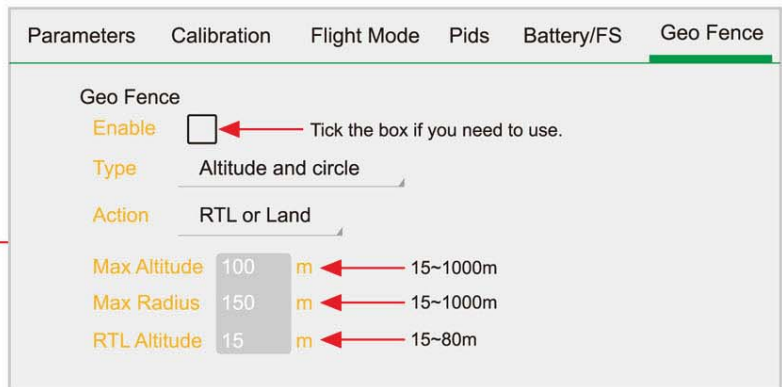 Parameters Calibration Flight Mode Pids Battery/FS Geo Fence
Geo Fence
Enable Tick the box if you need to use.
Type Altitude and circle
Action RTL or Land
Max Altitude 100 m 15~1000m
Max Radius 150 m 15~1000m
RTL Altitude 15 m 15~80m